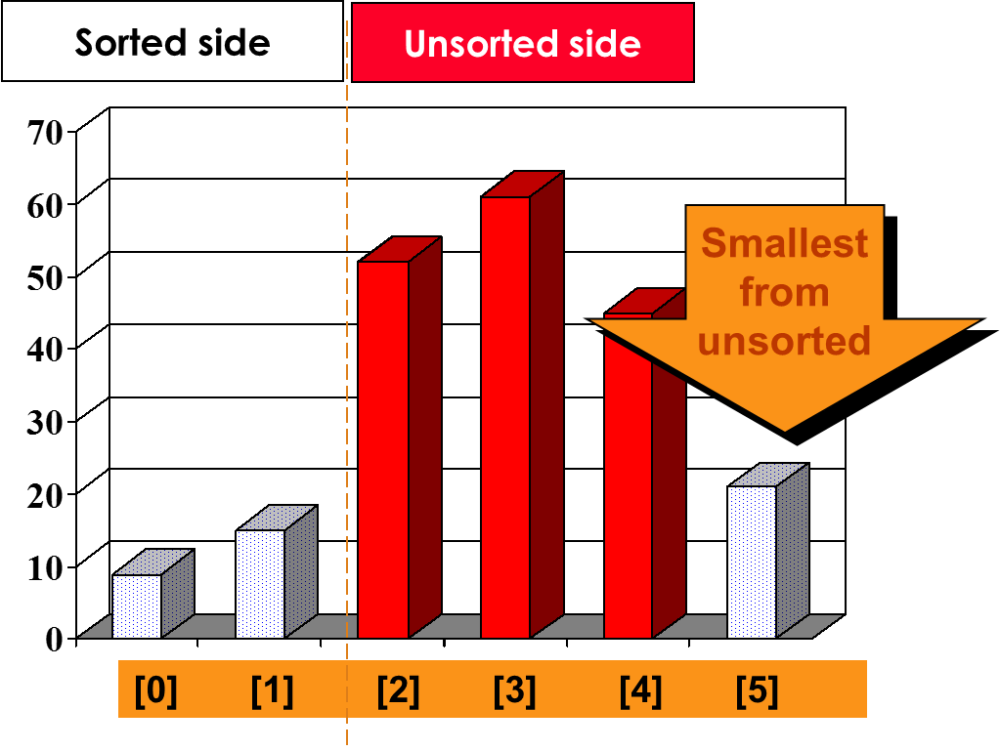 Sorted side
Unsorted side
70
60
50
40
30
20
10
0
Smallest
from
unsorted
[0] [1] [2] [3] [4] [5]